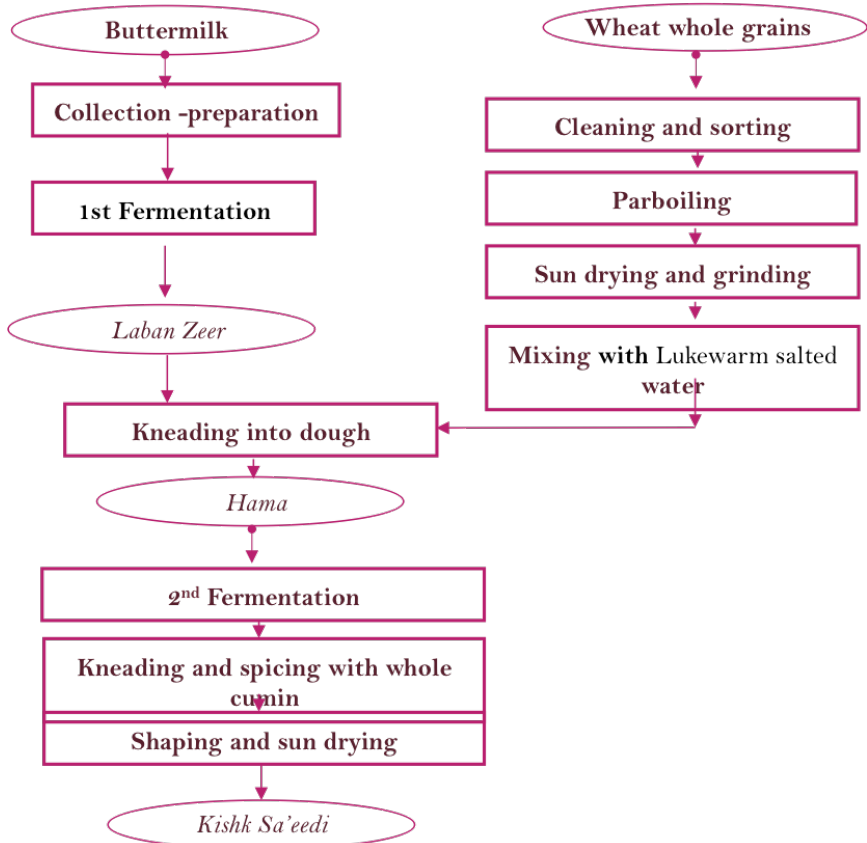 Buttermilk
Collection -preparation
1st Fermentation
Laban Zeer
Wheat whole grains
Cleaning and sorting
Parboiling
Sun drying and grinding
Mixing with Lukewarm salted
water
Kneading into dough
Hama
2nd Fermentation
Kneading and spicing with whole
cumin
Shaping and sun drying
Kishk Sa’eedi